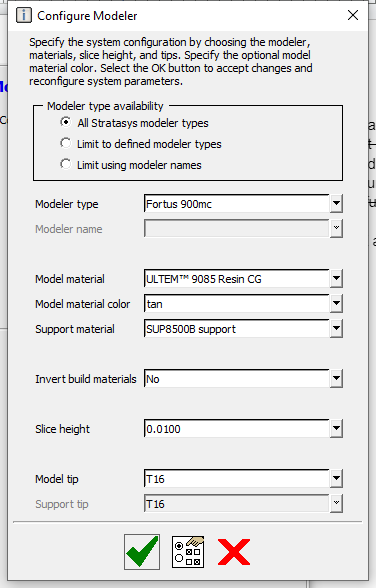 Configure Modeler
Specify the system configuration by choosing the modeler,
materials, slice height, and tips. Specify the optional model
material color. Select the OK button to accept changes and
reconfigure system parameters.
Modeler type availability
All Stratasys modeler types
Limit to defined modeler types
Limit using modeler names
Modeler type Fortus 900mc
Modeler name
Model material ULTEM™ 9085 Resin CG
Model material color tan
Support material SUP8500B support
Invert build materials No
Slice height 0.0100
Model tip T16
Support tip T16